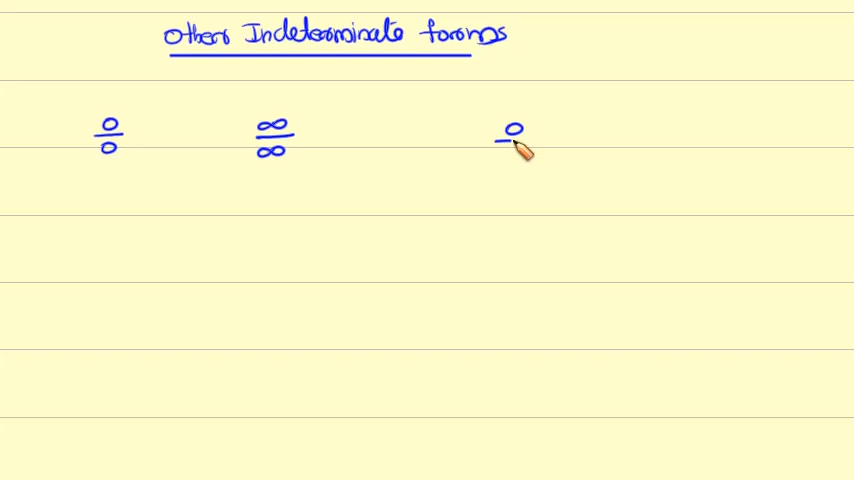 Other Indeterminate forms
0/0 ∞/∞ 0/